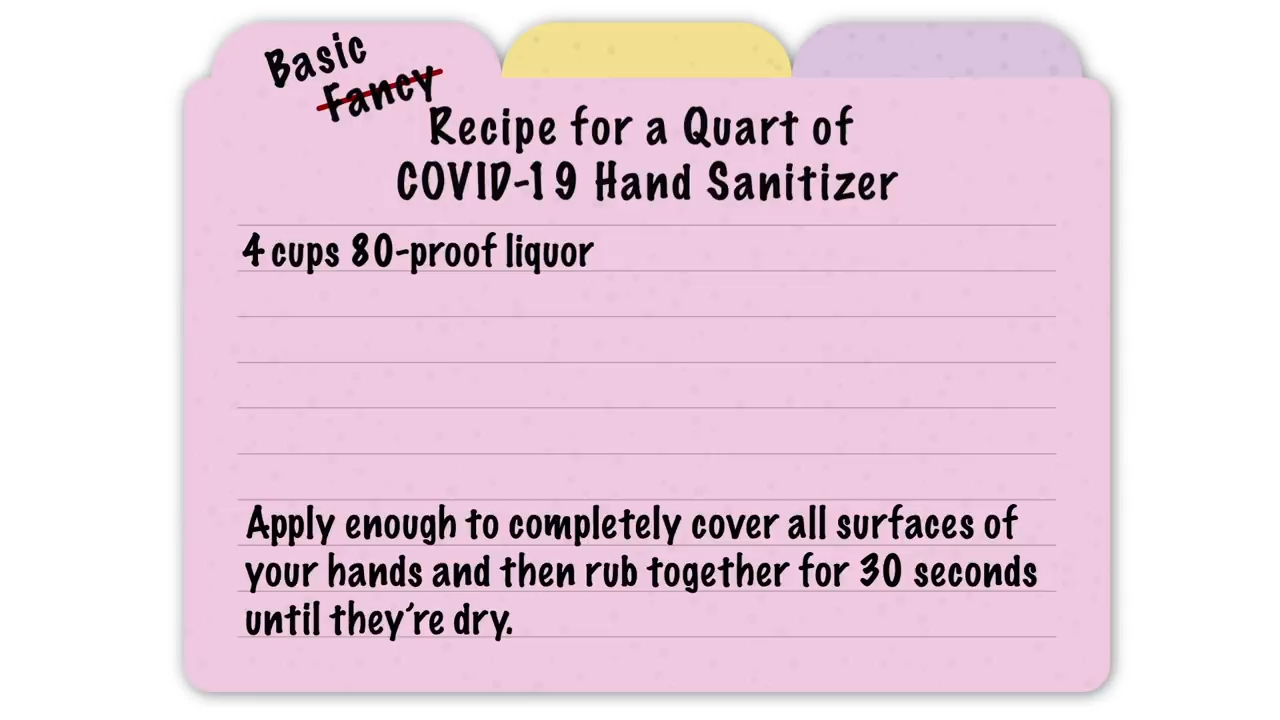 Basic
Fancy
Recipe for a Quart of
COVID-19 Hand Sanitizer
4 cups 80-proof liquor
Apply enough to completely cover all surfaces of
your hands and then rub together for 30 seconds
until they're dry.